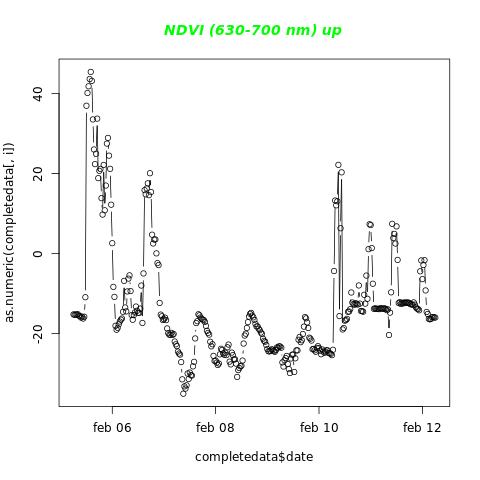 NDVI (630-700 nm) up
as.numeric(completedata[, i])
40
20
0
-20
feb 06
feb 08
feb 10
feb 12
completedata$date